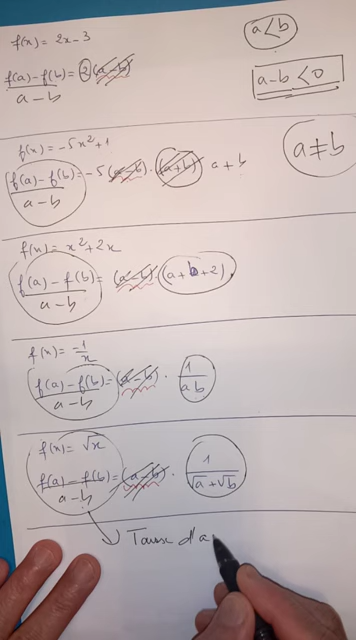 f(x) = 2x - 3
a < b
f(a) - f(b) = 2 (a - b)
a - b
a - b < 0
f(x) = -5x² + 1
a ≠ b
f(a) - f(b) = -5 (a - b) · (a + b) a + b
a - b
f(x) = x² + 2x
f(a) - f(b) = (a - b) (a + b + 2)
a - b
f(x) = -1/x
f(a) - f(b) = (a - b) · 1/ab
a - b
f(x) = √x
f(a) - f(b) = (a - b) · 1/(√a + √b)
a - b
Taux d'a